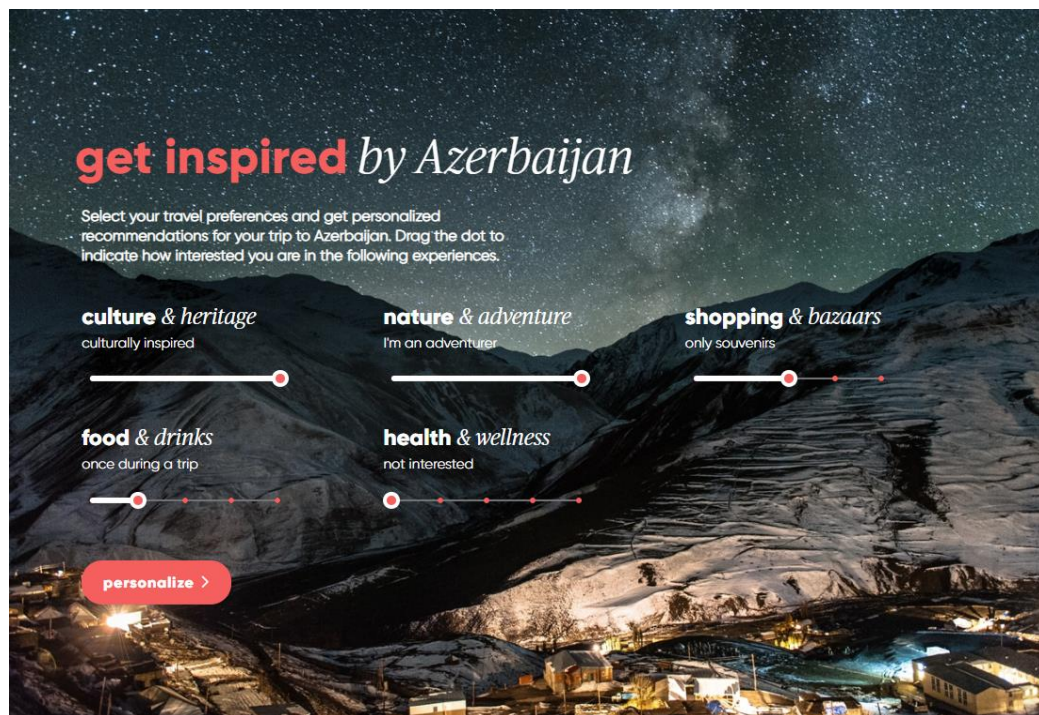 get inspired by Azerbaijan
Select your travel preferences and get personalized
recommendations for your trip to Azerbaijan. Drag the dot to
indicate how interested you are in the following experiences.
culture & heritage
culturally inspired
nature & adventure
I'm an adventurer
shopping & bazaars
only souvenirs
food & drinks
once during a trip
health & wellness
not interested
personalize